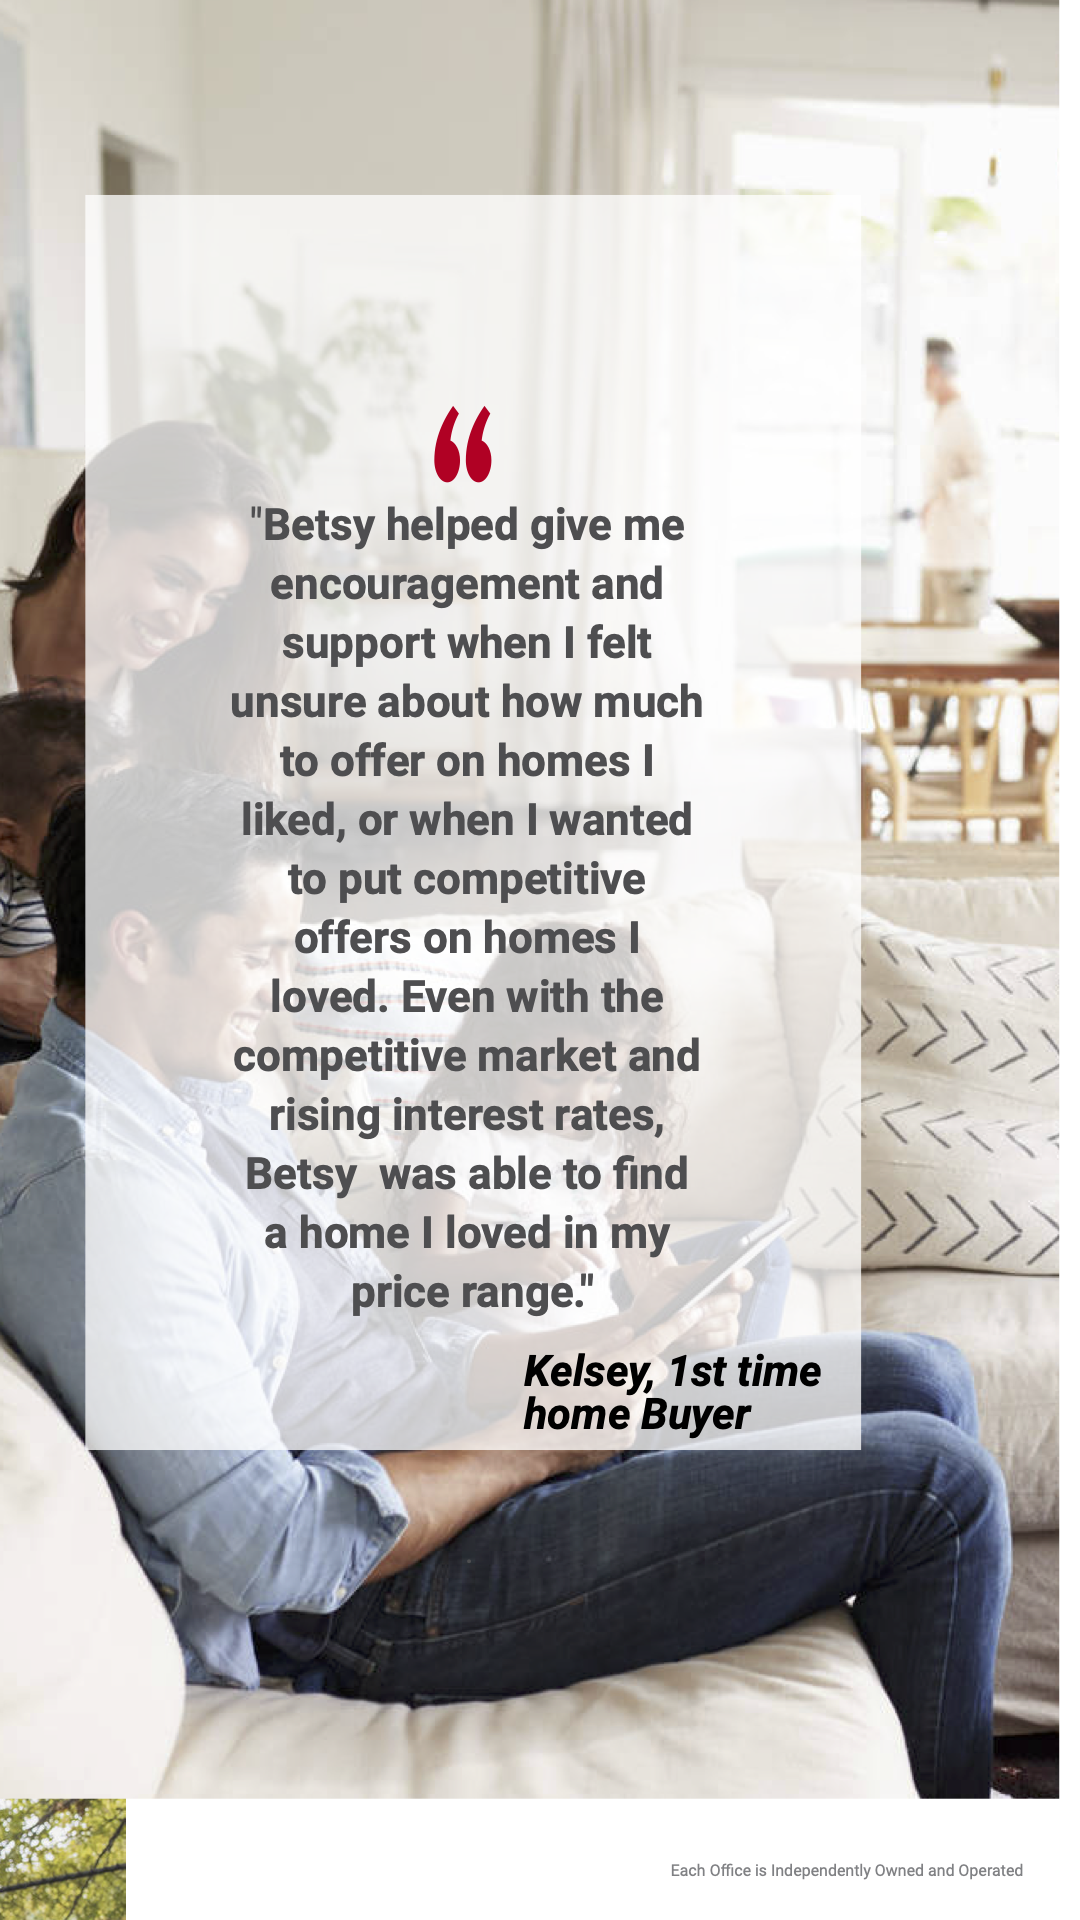 "Betsy helped give me
encouragement and
support when I felt
unsure about how much
to offer on homes I
liked, or when I wanted
to put competitive
offers on homes I
loved. Even with the
competitive market and
rising interest rates,
Betsy  was able to find
a home I loved in my
price range."
Kelsey, 1st time
home Buyer
Each Office is Independently Owned and Operated